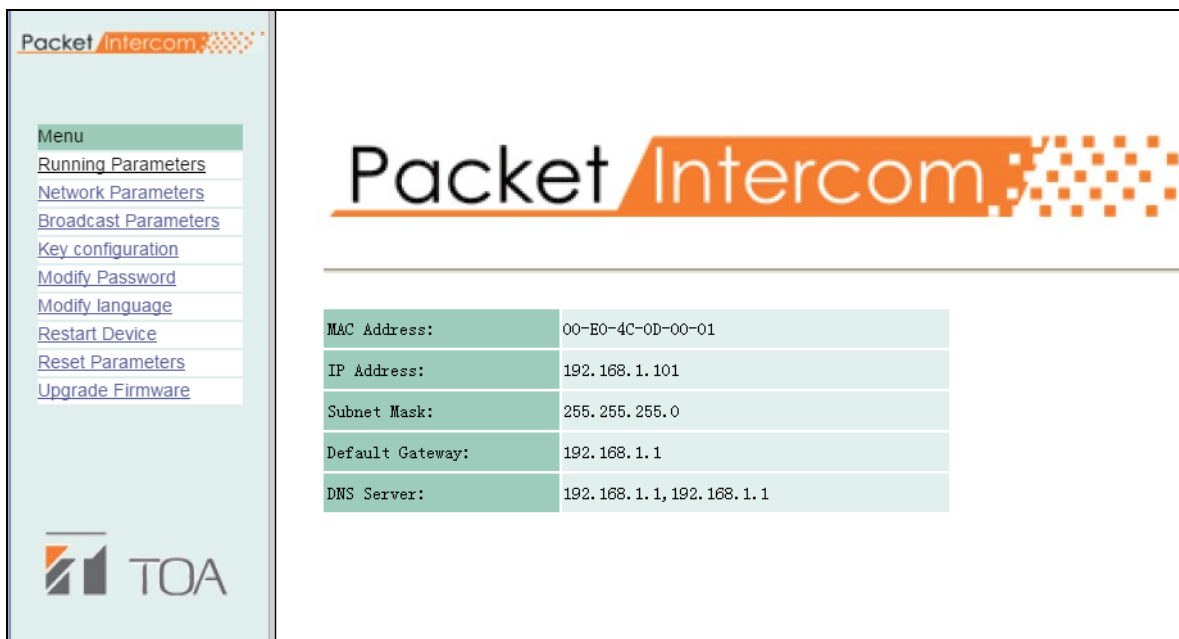 Packet Intercom
Menu
Running Parameters
Network Parameters
Broadcast Parameters
Key configuration
Modify Password
Modify language
Restart Device
Reset Parameters
Upgrade Firmware
TOA
Packet Intercom
MAC Address: 00-E0-4C-0D-00-01
IP Address: 192.168.1.101
Subnet Mask: 255.255.255.0
Default Gateway: 192.168.1.1
DNS Server: 192.168.1.1,192.168.1.1